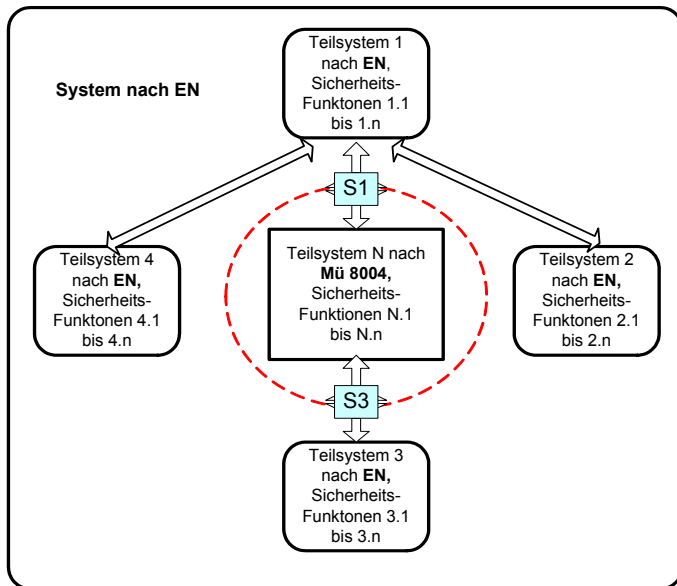 Teilsystem 1
nach EN,
Sicherheits-
Funktonen 1.1
bis 1.n
System nach EN
S1
Teilsystem 4
nach EN,
Sicherheits-
Funktonen 4.1
bis 4.n
Teilsystem N nach
Mü 8004,
Sicherheits-
Funktionen N.1
bis N.n
Teilsystem 2
nach EN,
Sicherheits-
Funktonen 2.1
bis 2.n
S3
Teilsystem 3
nach EN,
Sicherheits-
Funktonen 3.1
bis 3.n